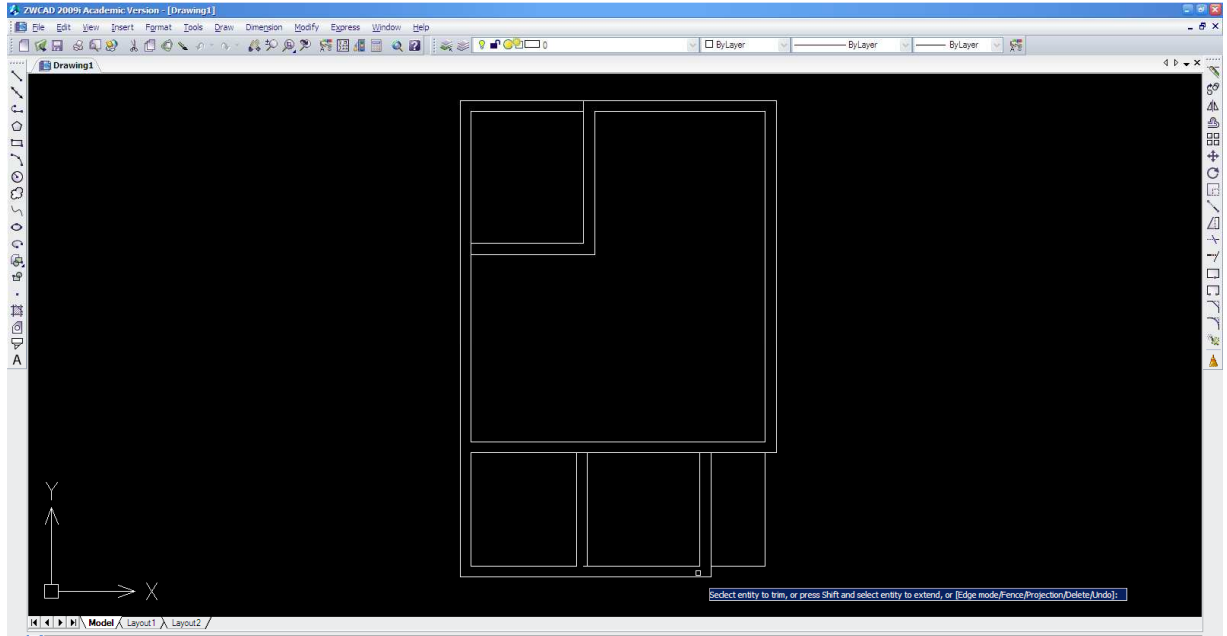 ZWCAD 2009i Academic Version - [Drawing1]
File Edit View Insert Format Tools Draw Dimension Modify Express Window Help
0 ByLayer ByLayer ByLayer
Drawing1
Y
X
Seclect entity to trim, or press Shift and select entity to extend, or [Edge mode/Fence/Projection/Delete/Undo]:
Model Layout1 Layout2